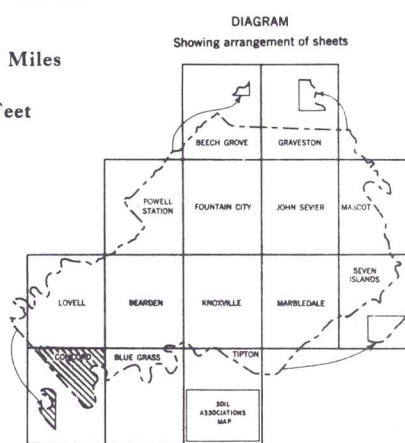 DIAGRAM
Showing arrangement of sheets
Miles
BEECH GROVE
GRAVESTON
POWELL
STATION
FOUNTAIN CITY
JOHN SEVIER
MASCOT
SEVEN
ISLANDS
LOVELL
BEARDEN
KNOXVILLE
MARBLEDALE
CONCORD
BLUE GRASS
TIPTON
SOIL
ASSOCIATIONS
MAP